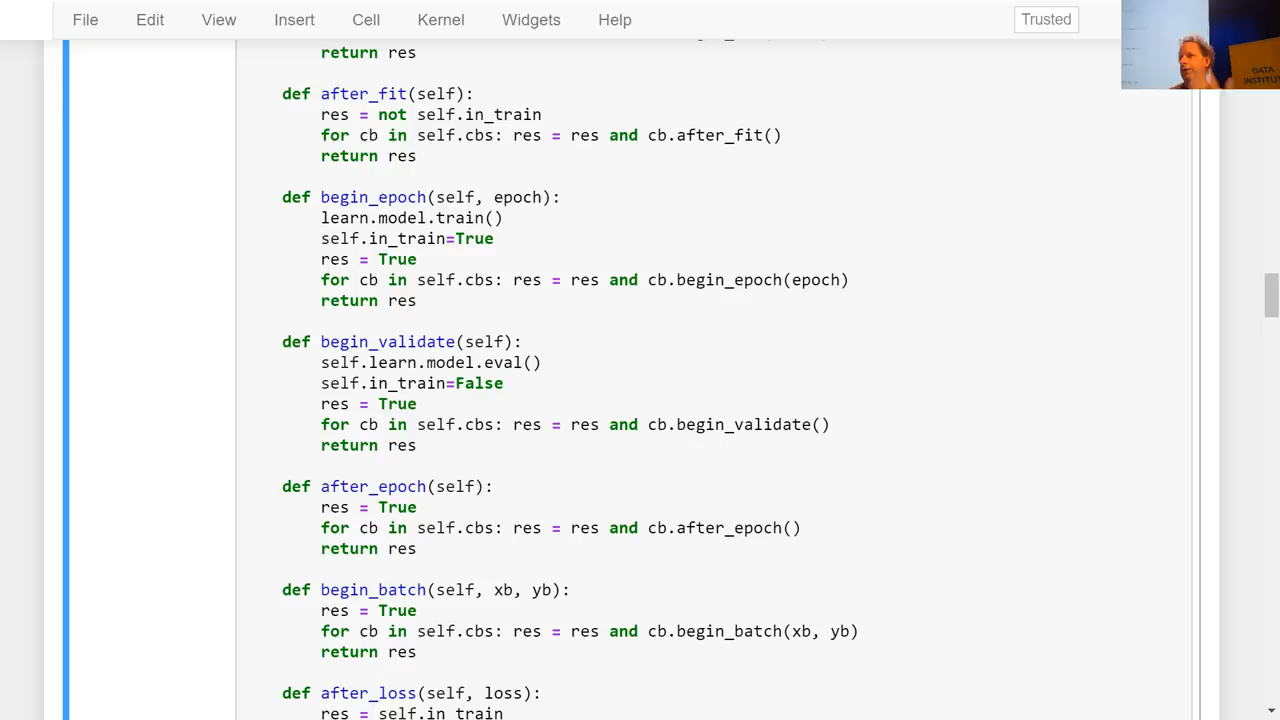 File Edit View Insert Cell Kernel Widgets Help Trusted
return res
def after_fit(self):
res = not self.in_train
for cb in self.cbs: res = res and cb.after_fit()
return res
def begin_epoch(self, epoch):
learn.model.train()
self.in_train=True
res = True
for cb in self.cbs: res = res and cb.begin_epoch(epoch)
return res
def begin_validate(self):
self.learn.model.eval()
self.in_train=False
res = True
for cb in self.cbs: res = res and cb.begin_validate()
return res
def after_epoch(self):
res = True
for cb in self.cbs: res = res and cb.after_epoch()
return res
def begin_batch(self, xb, yb):
res = True
for cb in self.cbs: res = res and cb.begin_batch(xb, yb)
return res
def after_loss(self, loss):
res = self.in_train
DATA